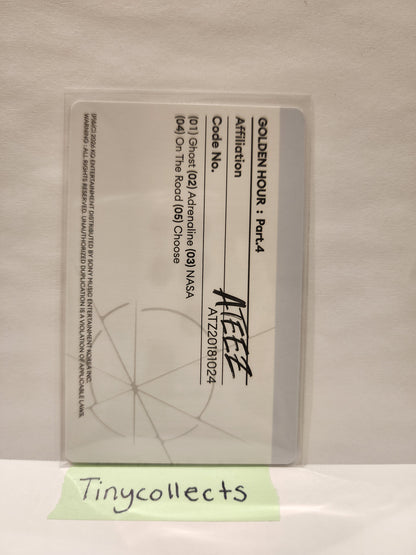 GOLDEN HOUR : Part.4
Affiliation ATEEZ
Code No. ATZ20181024
(01) Ghost (02) Adrenaline (03) NASA
(04) On The Road (05) Choose
(P)&(C) 2026 KQ ENTERTAINMENT DISTRIBUTED BY SONY MUSIC ENTERTAINMENT KOREA INC.
WARNING : ALL RIGHTS RESERVED. UNAUTHORIZED DUPLICATION IS A VIOLATION OF APPLICABLE LAWS.
Tinycollects